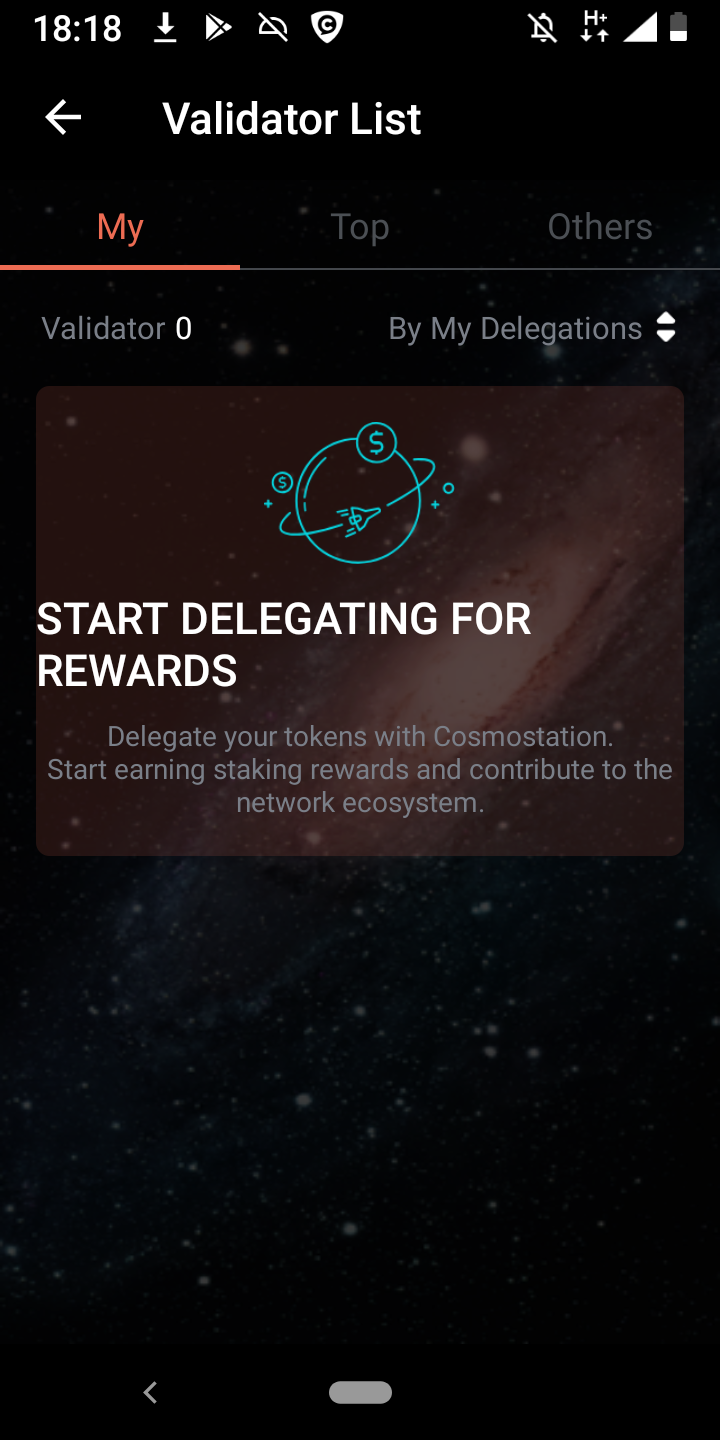 18:18
H+
Validator List
My
Top
Others
Validator 0
By My Delegations
START DELEGATING FOR
REWARDS
Delegate your tokens with Cosmostation.
Start earning staking rewards and contribute to the
network ecosystem.